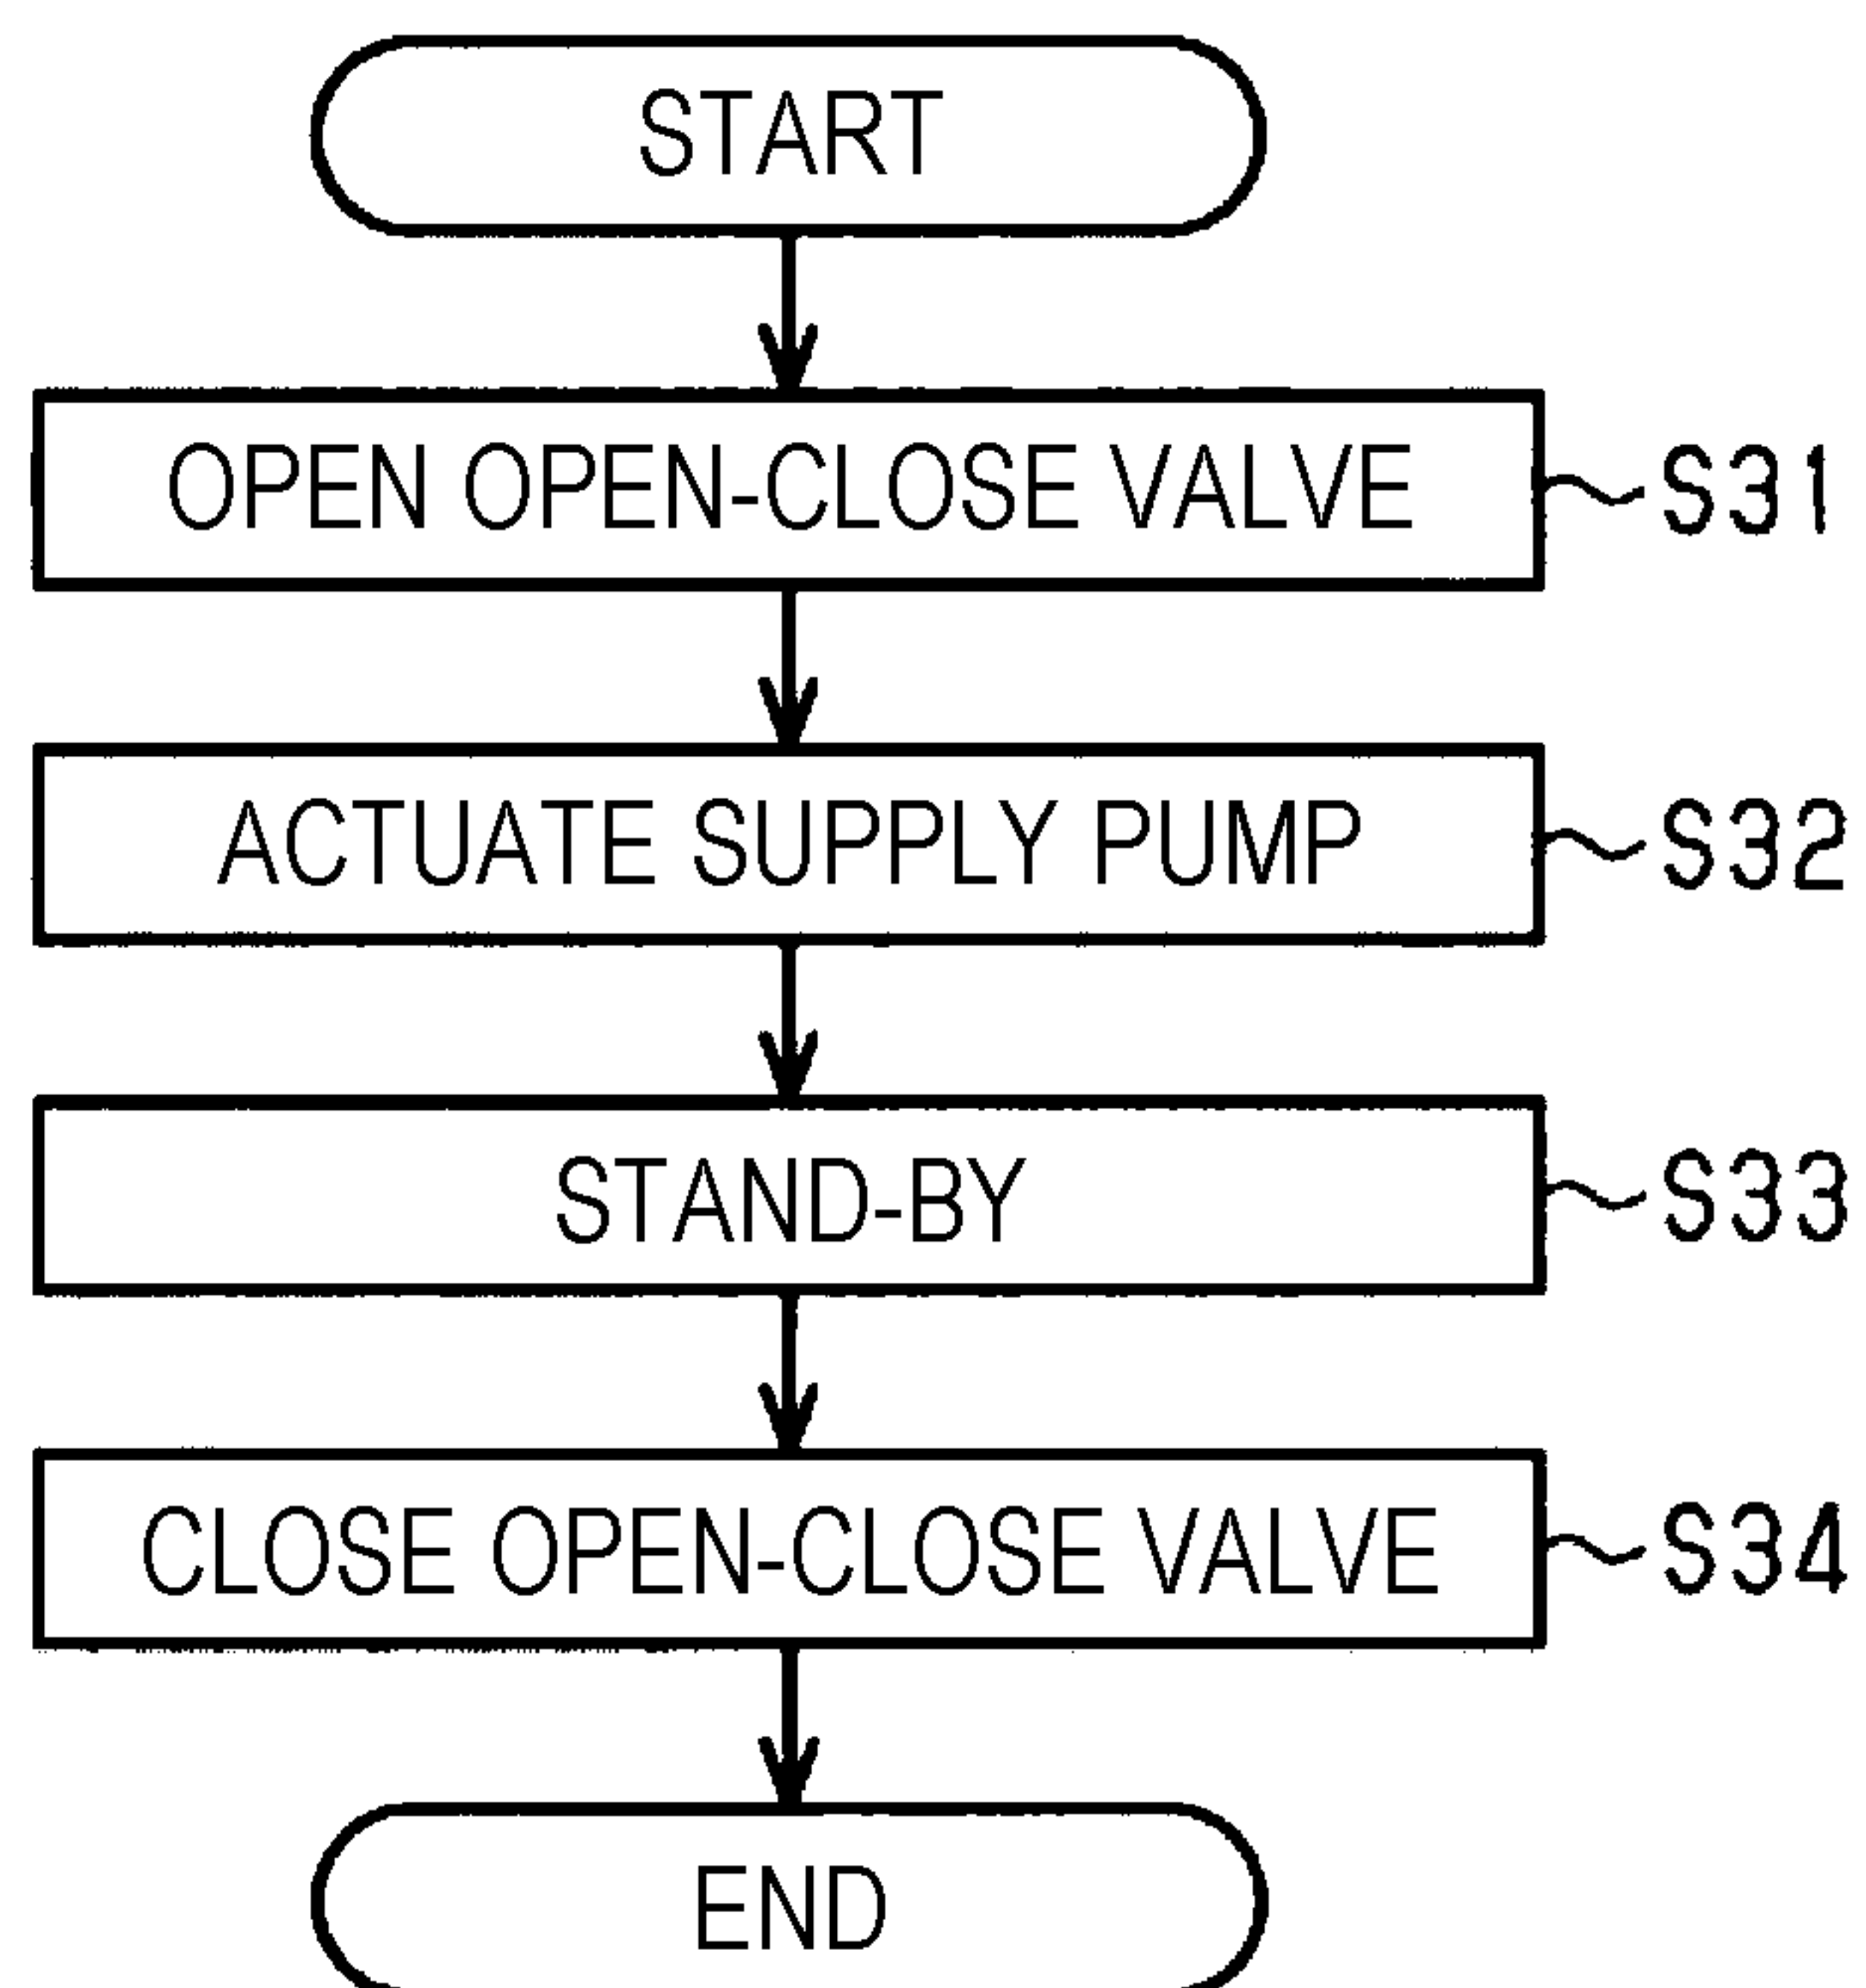 START
OPEN OPEN-CLOSE VALVE S31
ACTUATE SUPPLY PUMP S32
STAND-BY S33
CLOSE OPEN-CLOSE VALVE S34
END